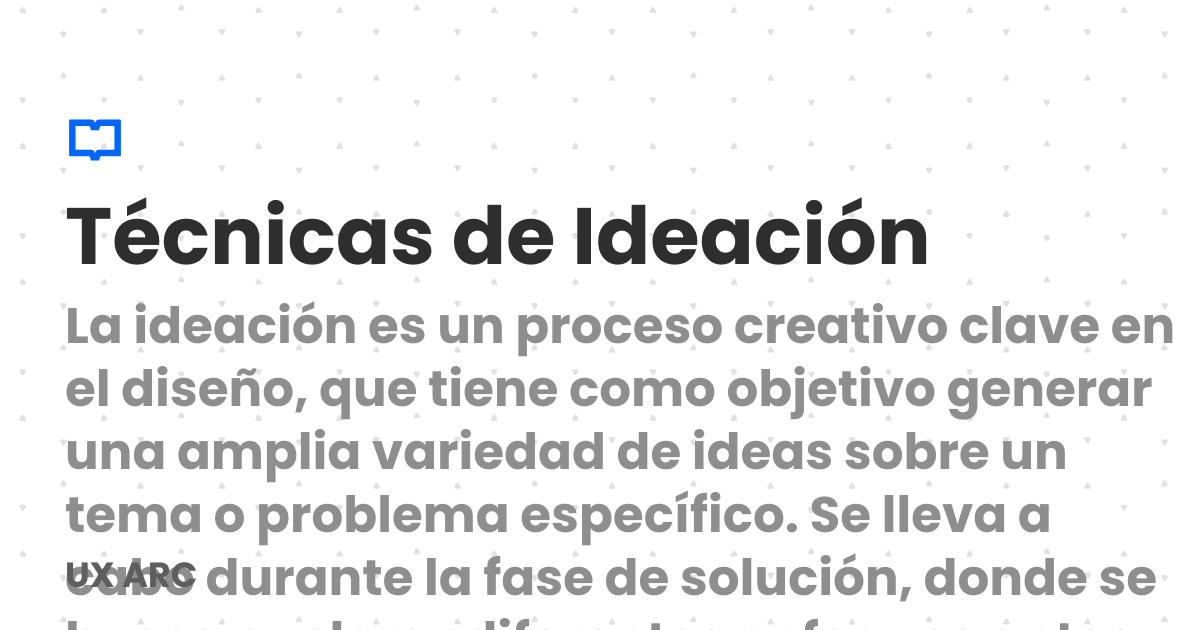 Técnicas de Ideación
La ideación es un proceso creativo clave en
el diseño, que tiene como objetivo generar
una amplia variedad de ideas sobre un
tema o problema específico. Se lleva a
cabo durante la fase de solución, donde se
UX ARC